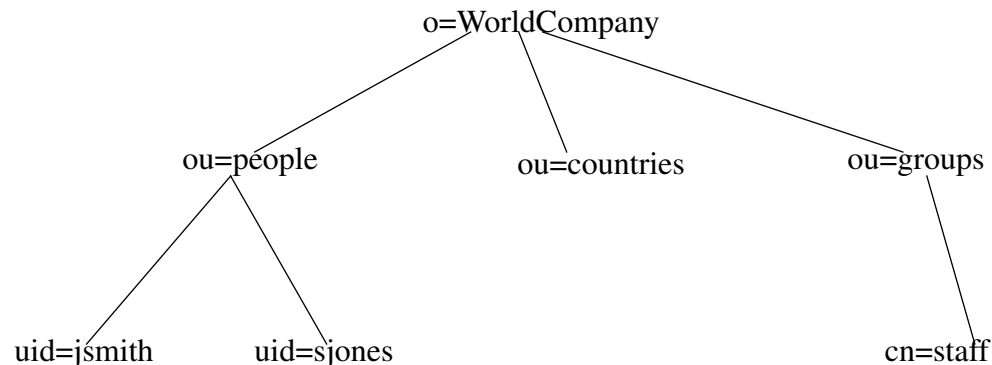 o=WorldCompany
ou=people
ou=countries
ou=groups
uid=jsmith
uid=sjones
cn=staff